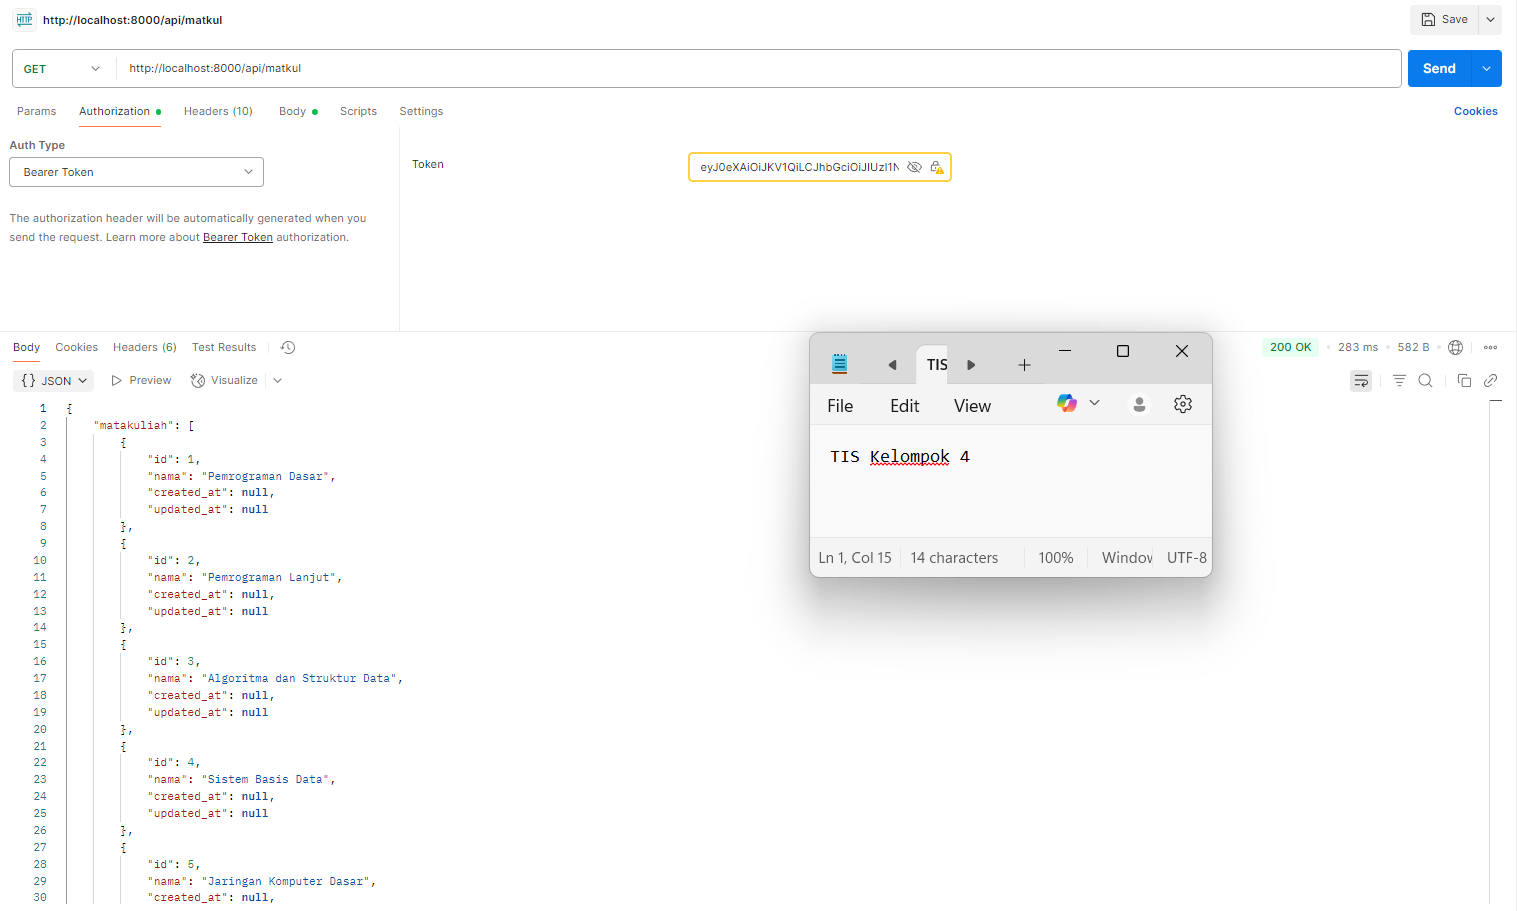 HTTP http://localhost:8000/api/matkul
Save
GET http://localhost:8000/api/matkul
Send
Params Authorization Headers (10) Body Scripts Settings
Cookies
Auth Type
Bearer Token
Token
eyJ0eXAiOiJKV1QiLCJhbGciOiJIUzI1N
The authorization header will be automatically generated when you
send the request. Learn more about Bearer Token authorization.
Body Cookies Headers (6) Test Results
200 OK • 283 ms • 582 B
{} JSON Preview Visualize
1 {
2 "matakuliah": [
3 {
4 "id": 1,
5 "nama": "Pemrograman Dasar",
6 "created_at": null,
7 "updated_at": null
8 },
9 {
10 "id": 2,
11 "nama": "Pemrograman Lanjut",
12 "created_at": null,
13 "updated_at": null
14 },
15 {
16 "id": 3,
17 "nama": "Algoritma dan Struktur Data",
18 "created_at": null,
19 "updated_at": null
20 },
21 {
22 "id": 4,
23 "nama": "Sistem Basis Data",
24 "created_at": null,
25 "updated_at": null
26 },
27 {
28 "id": 5,
29 "nama": "Jaringan Komputer Dasar",
30 "created_at": null,
TIS
File Edit View
TIS Kelompok 4
Ln 1, Col 15 14 characters 100% Window UTF-8